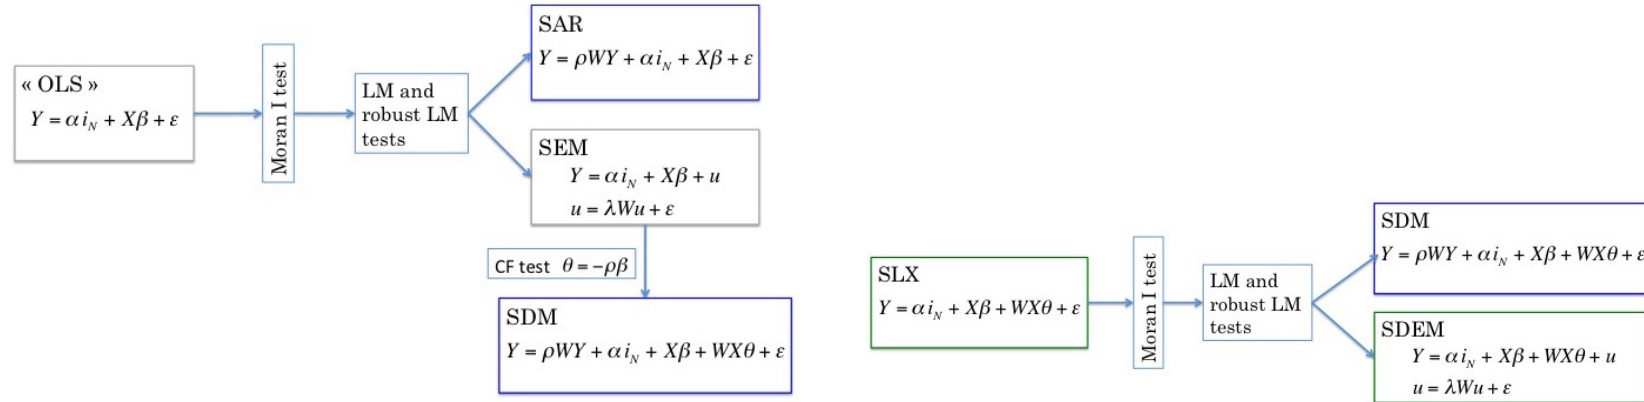 « OLS »
Y = αi_N + Xβ + ε
Moran I test
LM and
robust LM
tests
SAR
Y = ρWY + αi_N + Xβ + ε
SEM
Y = αi_N + Xβ + u
u = λWu + ε
CF test θ = −ρβ
SDM
Y = ρWY + αi_N + Xβ + WXθ + ε
SLX
Y = αi_N + Xβ + WXθ + ε
Moran I test
LM and
robust LM
tests
SDM
Y = ρWY + αi_N + Xβ + WXθ + ε
SDEM
Y = αi_N + Xβ + WXθ + u
u = λWu + ε